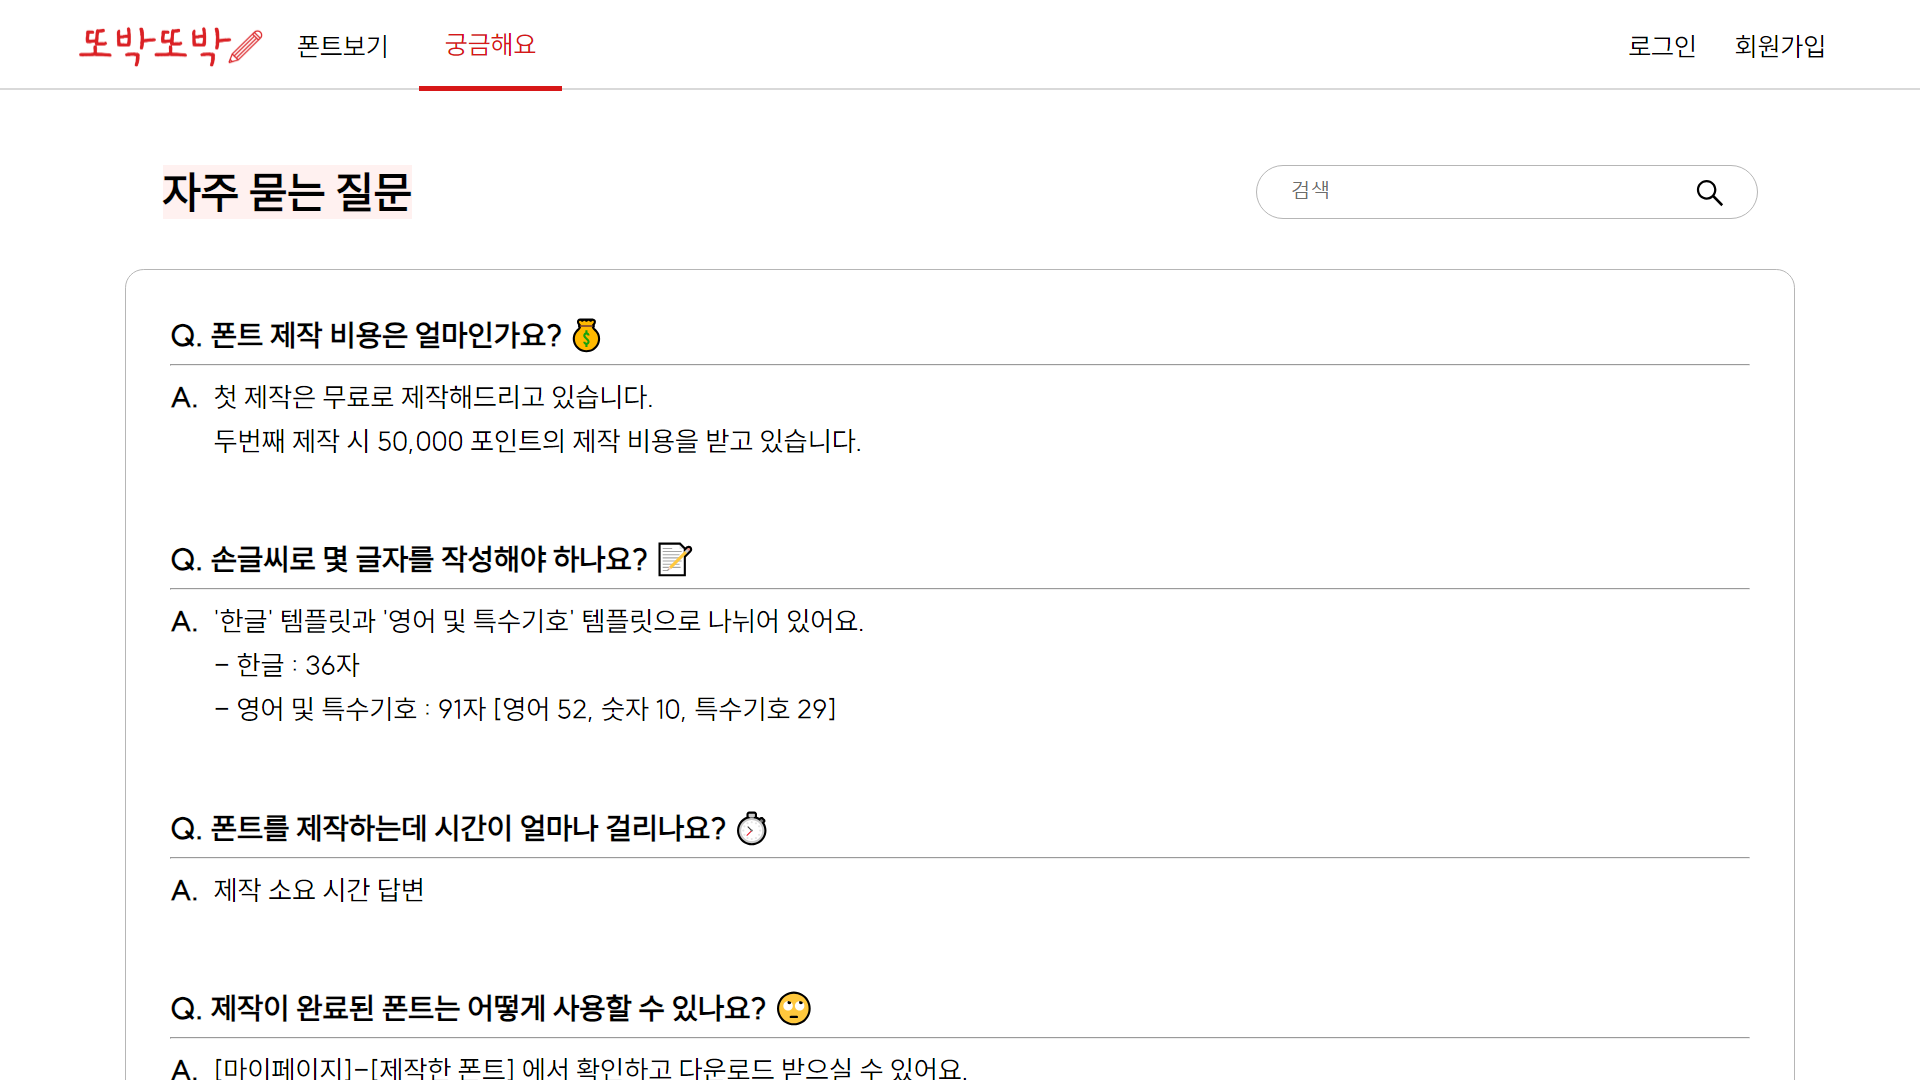 또박또박 폰트보기 궁금해요 로그인 회원가입
자주 묻는 질문
검색
Q. 폰트 제작 비용은 얼마인가요?
A. 첫 제작은 무료로 제작해드리고 있습니다.
두번째 제작 시 50,000 포인트의 제작 비용을 받고 있습니다.
Q. 손글씨로 몇 글자를 작성해야 하나요?
A. '한글' 템플릿과 '영어 및 특수기호' 템플릿으로 나뉘어 있어요.
- 한글 : 36자
- 영어 및 특수기호 : 91자 [영어 52, 숫자 10, 특수기호 29]
Q. 폰트를 제작하는데 시간이 얼마나 걸리나요?
A. 제작 소요 시간 답변
Q. 제작이 완료된 폰트는 어떻게 사용할 수 있나요?
A. [마이페이지]-[제작한 폰트] 에서 확인하고 다운로드 받으실 수 있어요.